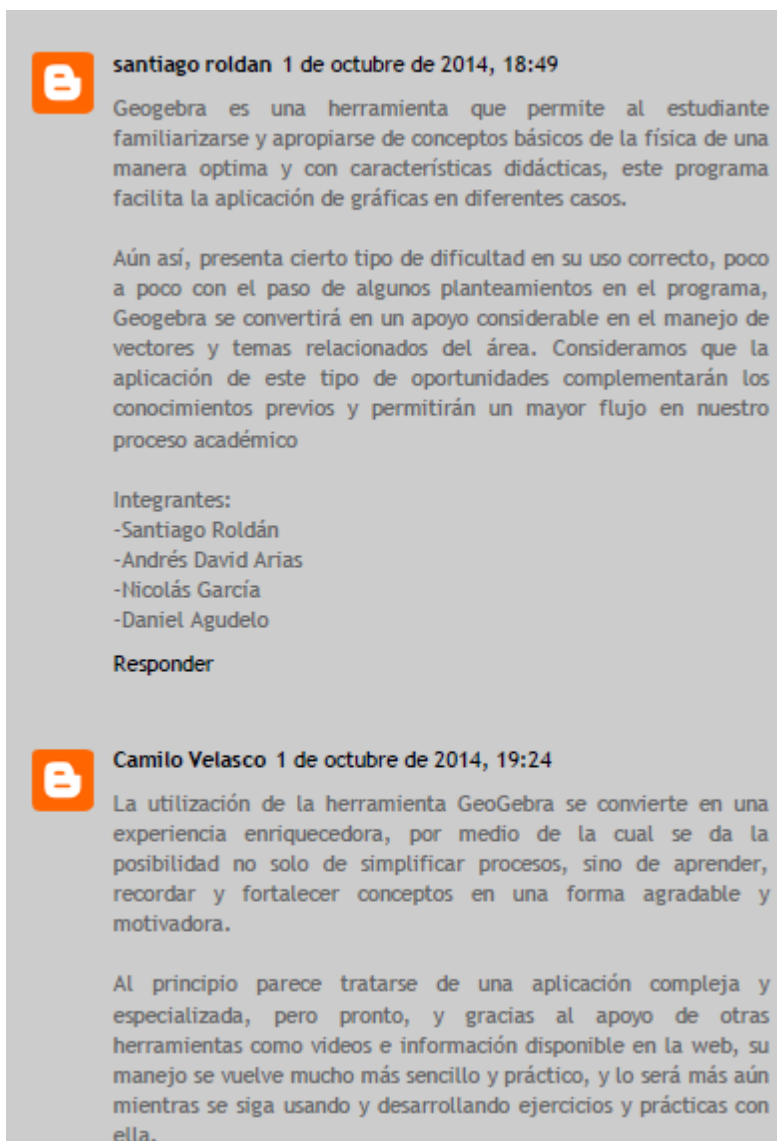 santiago roldan 1 de octubre de 2014, 18:49
Geogebra es una herramienta que permite al estudiante
familiarizarse y apropiarse de conceptos básicos de la física de una
manera optima y con características didácticas, este programa
facilita la aplicación de gráficas en diferentes casos.
Aún así, presenta cierto tipo de dificultad en su uso correcto, poco
a poco con el paso de algunos planteamientos en el programa,
Geogebra se convertirá en un apoyo considerable en el manejo de
vectores y temas relacionados del área. Consideramos que la
aplicación de este tipo de oportunidades complementarán los
conocimientos previos y permitirán un mayor flujo en nuestro
proceso académico
Integrantes:
-Santiago Roldán
-Andrés David Arias
-Nicolás García
-Daniel Agudelo
Responder
Camilo Velasco 1 de octubre de 2014, 19:24
La utilización de la herramienta GeoGebra se convierte en una
experiencia enriquecedora, por medio de la cual se da la
posibilidad no solo de simplificar procesos, sino de aprender,
recordar y fortalecer conceptos en una forma agradable y
motivadora.
Al principio parece tratarse de una aplicación compleja y
especializada, pero pronto, y gracias al apoyo de otras
herramientas como videos e información disponible en la web, su
manejo se vuelve mucho más sencillo y práctico, y lo será más aún
mientras se siga usando y desarrollando ejercicios y prácticas con
ella.